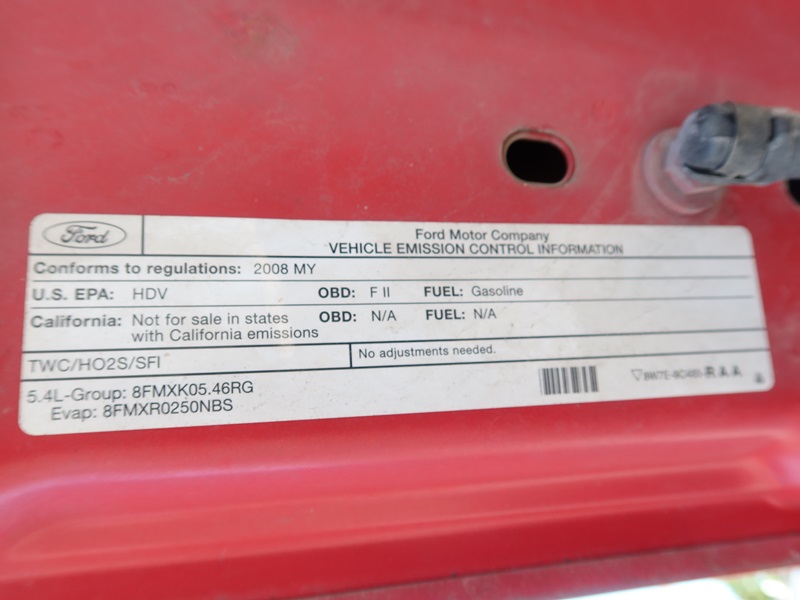 Ford
Ford Motor Company
VEHICLE EMISSION CONTROL INFORMATION
Conforms to regulations: 2008 MY
U.S. EPA: HDV OBD: F II FUEL: Gasoline
California: Not for sale in states with California emissions OBD: N/A FUEL: N/A
TWC/HO2S/SFI
No adjustments needed.
5.4L-Group: 8FMXK05.46RG
Evap: 8FMXR0250NBS
RAA